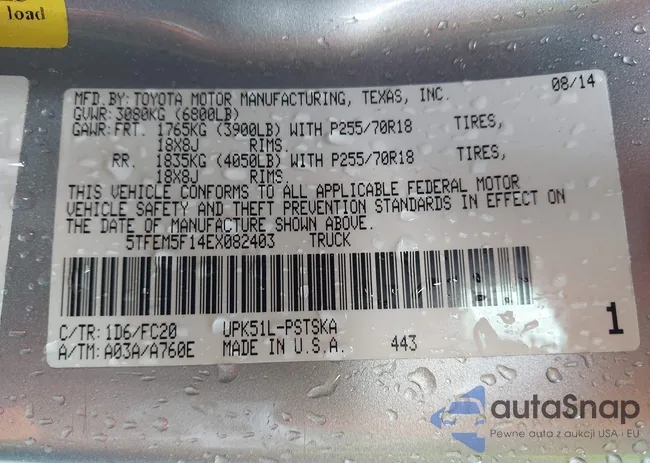 load
08/14
MFD.BY:TOYOTA MOTOR MANUFACTURING, TEXAS, INC.
GVWR:3080KG (6800LB)
GAWR:FRT. 1765KG (3900LB) WITH P255/70R18 TIRES,
18X8J RIMS.
RR. 1835KG (4050LB) WITH P255/70R18 TIRES,
18X8J RIMS.
THIS VEHICLE CONFORMS TO ALL APPLICABLE FEDERAL MOTOR
VEHICLE SAFETY AND THEFT PREVENTION STANDARDS IN EFFECT ON
THE DATE OF MANUFACTURE SHOWN ABOVE.
5TFEM5F14EX082403 TRUCK
C/TR:1D6/FC20 UPK51L-PSTSKA
A/TM:A03A/A760E MADE IN U.S.A. 443
1
autoSnap
Pewne auta z aukcji USA i EU